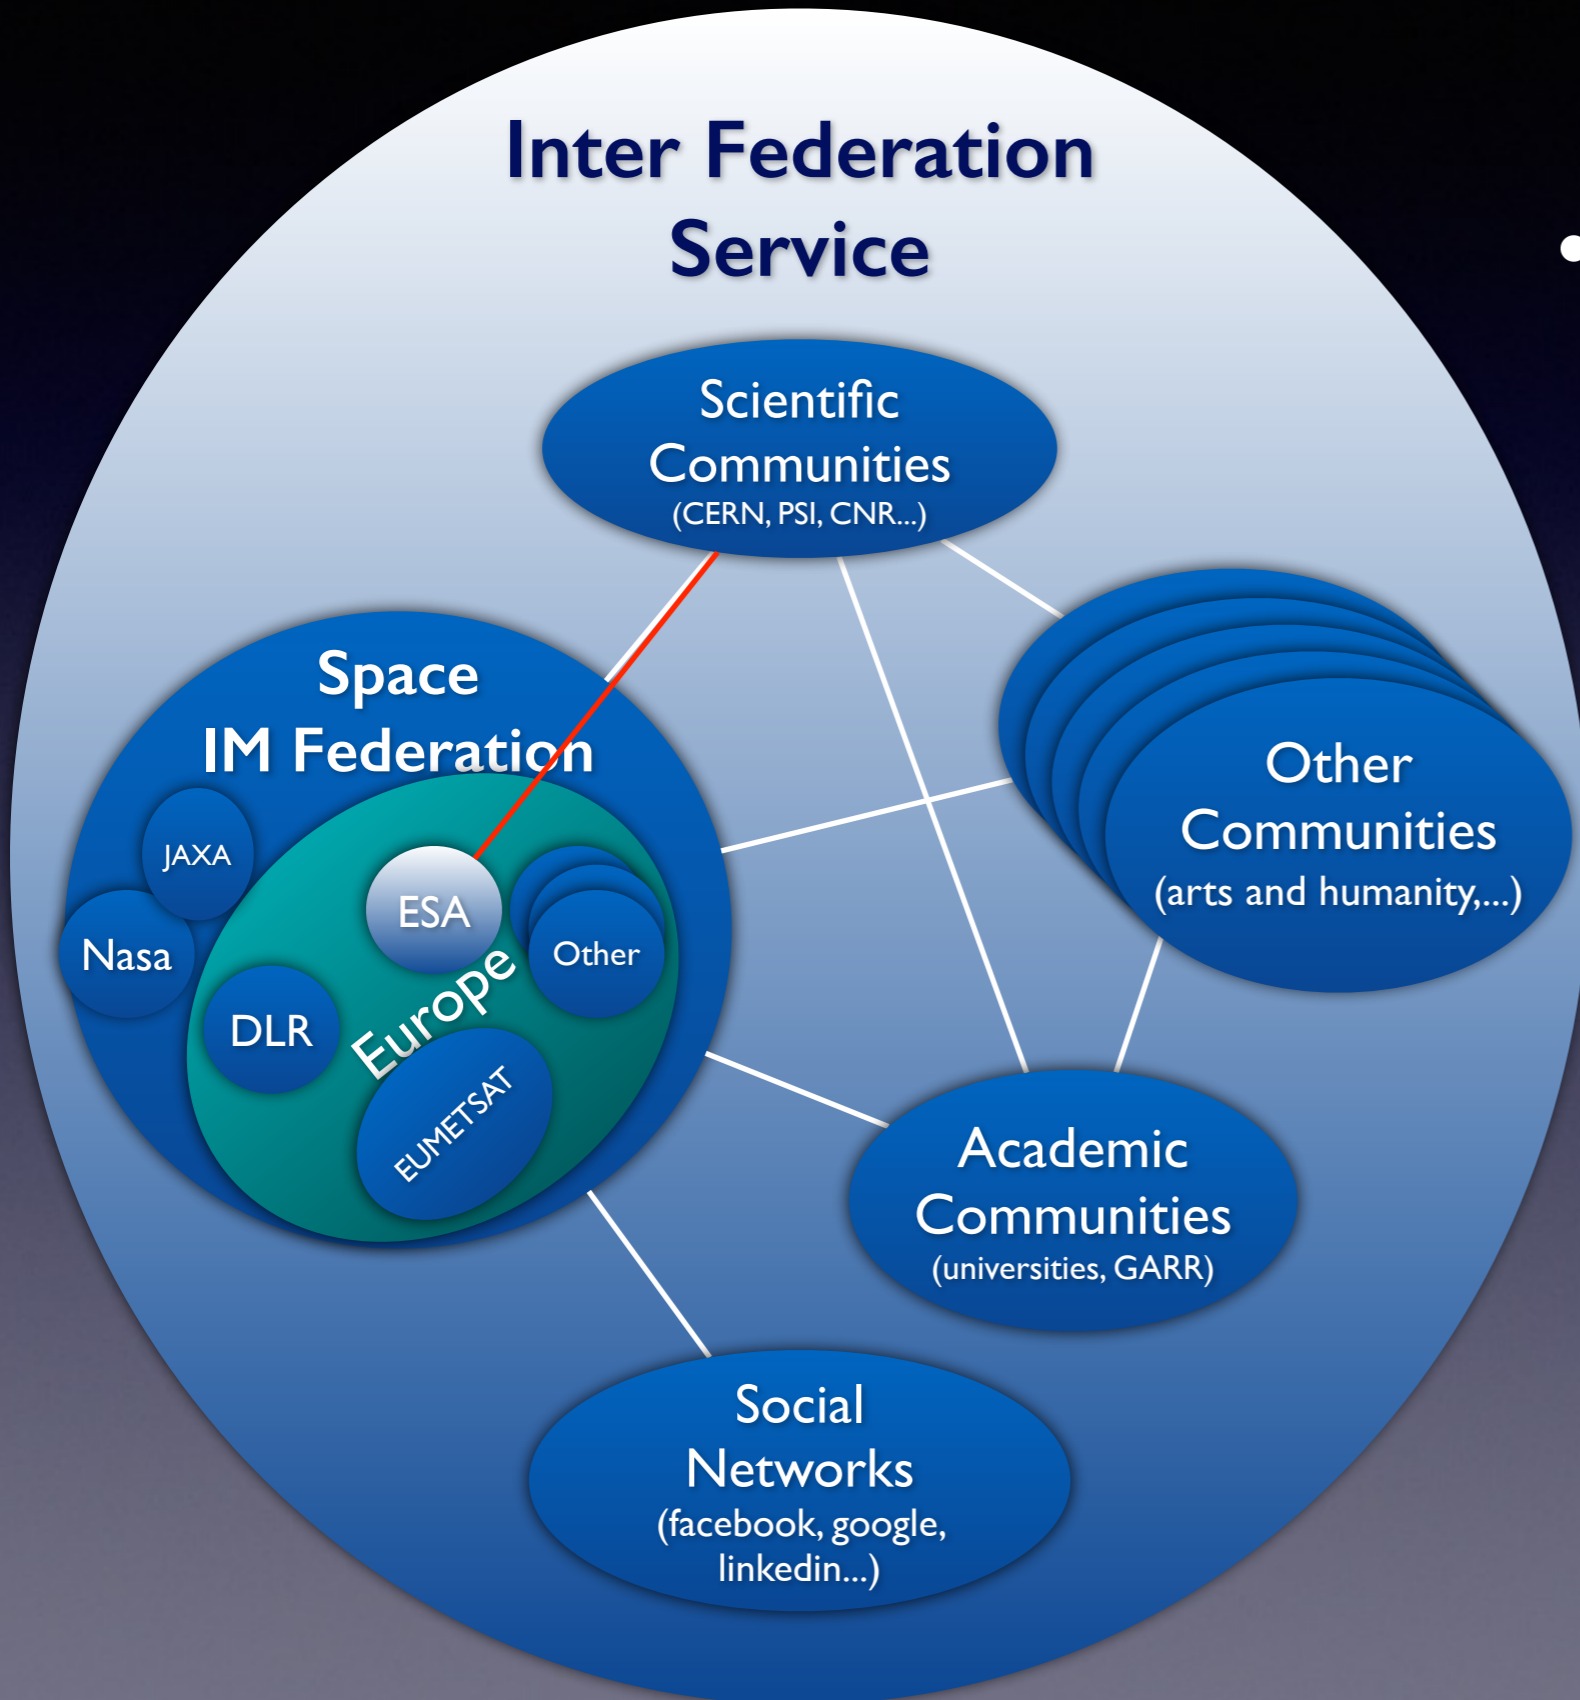 Inter Federation
Service
Scientific
Communities
(CERN, PSI, CNR...)
Space
IM Federation
JAXA
Nasa
ESA
Other
DLR
Europe
EUMETSAT
Other
Communities
(arts and humanity,...)
Academic
Communities
(universities, GARR)
Social
Networks
(facebook, google,
linkedin...)